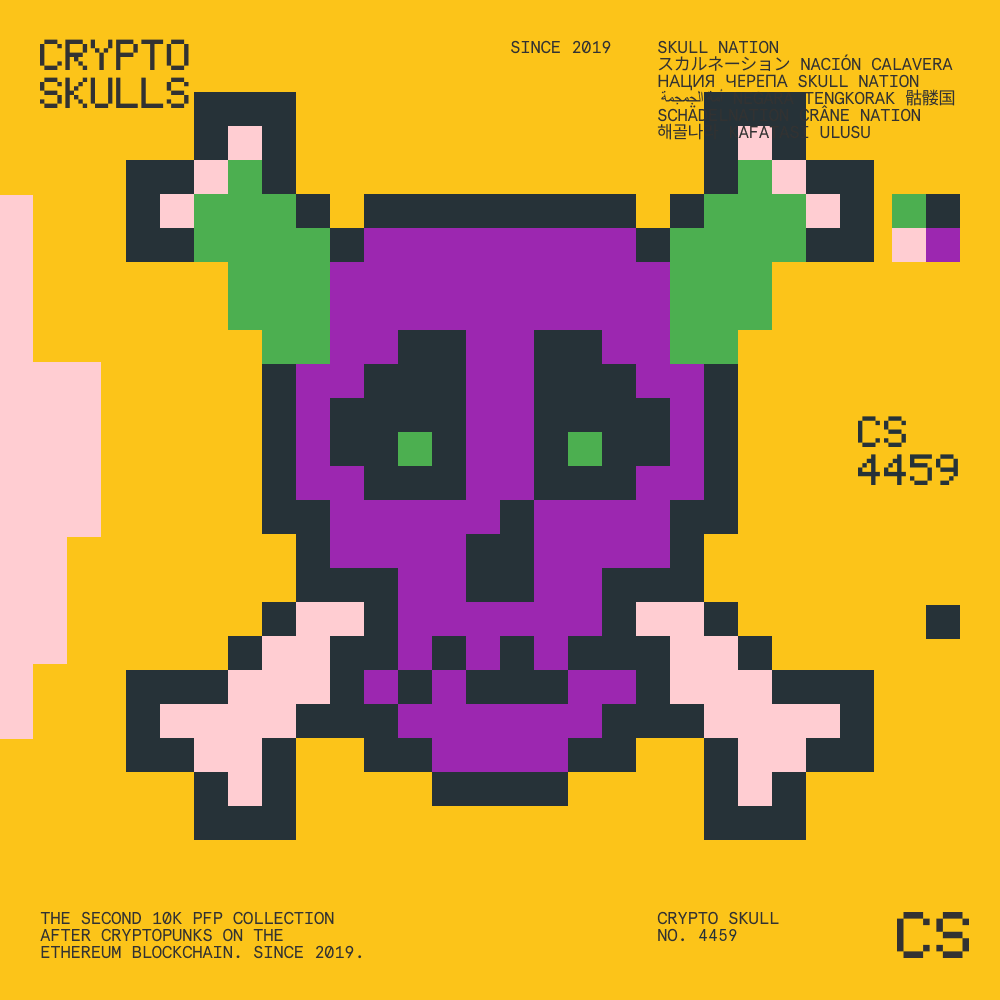 CRYPTO
SKULLS
SINCE 2019
SKULL NATION
スカルネーション NACIÓN CALAVERA
НАЦИЯ ЧЕРЕПА SKULL NATION
الجمجمة TENGKORAK 骷髅国
CRÂNE NATION
해골나 ULUSU
CS
4459
THE SECOND 10K PFP COLLECTION
AFTER CRYPTOPUNKS ON THE
ETHEREUM BLOCKCHAIN. SINCE 2019.
CRYPTO SKULL
NO. 4459
CS